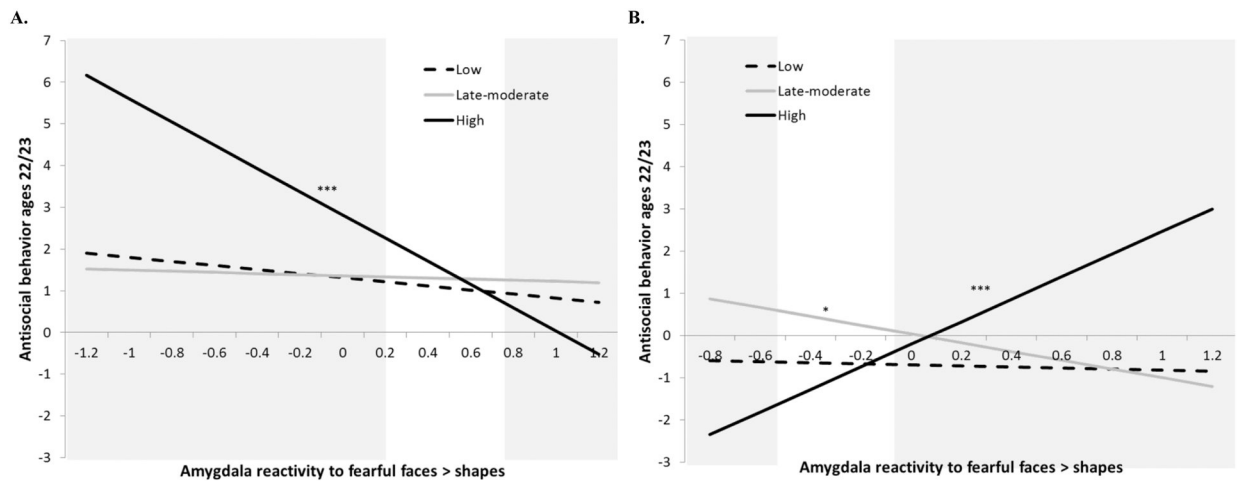 A.
7
6
5
4
3
2
1
0
-1
-2
-3
Antisocial behavior ages 22/23
Low
Late-moderate
High
***
-1.2 -1 -0.8 -0.6 -0.4 -0.2 0 0.2 0.4 0.6 0.8 1 1.2
Amygdala reactivity to fearful faces > shapes
B.
7
6
5
4
3
2
1
0
-1
-2
-3
Antisocial behavior ages 22/23
Low
Late-moderate
High
*
***
-0.8 -0.6 -0.4 -0.2 0 0.2 0.4 0.6 0.8 1 1.2
Amygdala reactivity to fearful faces > shapes